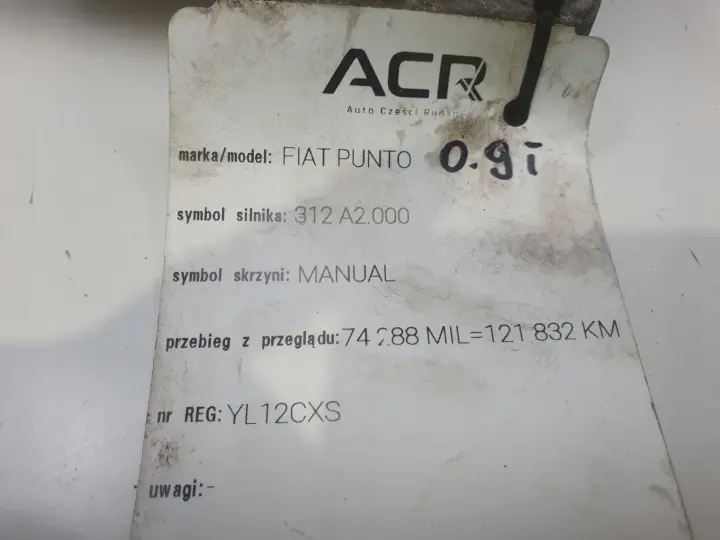 ACR
Auto Części
marka/model: FIAT PUNTO 0.9i
symbol silnika: 312 A2.000
symbol skrzyni: MANUAL
przebieg z przeglądu: 74 288 MIL=121 832 KM
nr REG: YL12CXS
uwagi:-